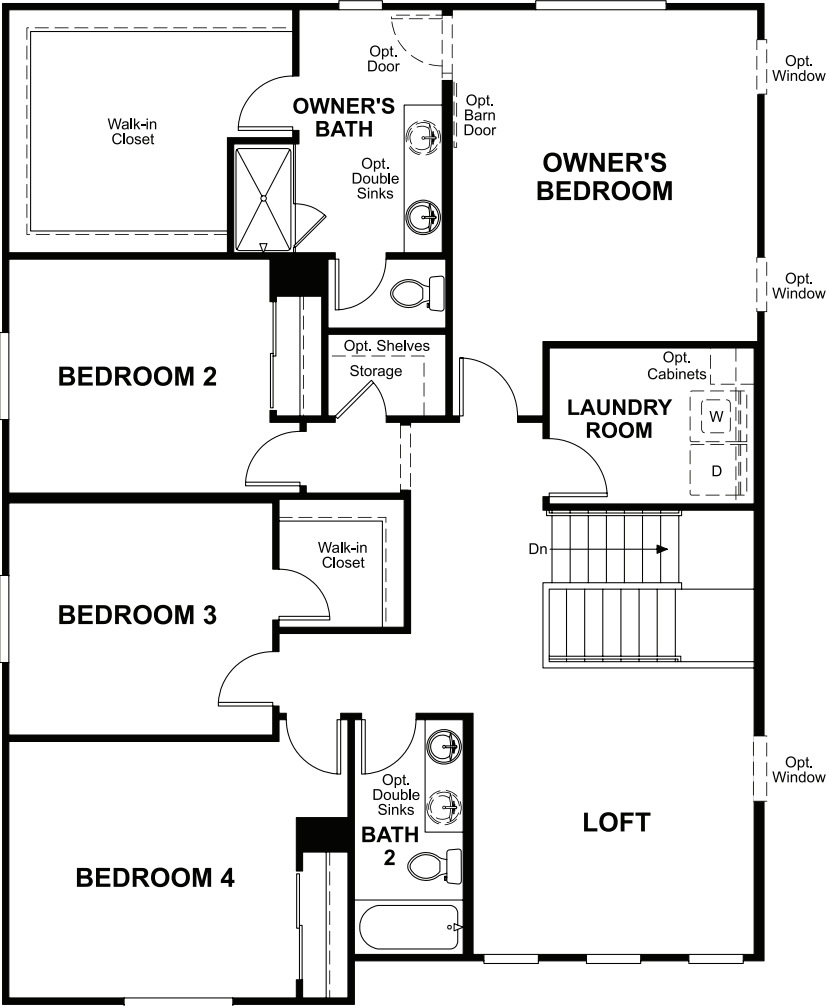 Opt.
Door
Opt.
Window
OWNER'S
BATH
Opt.
Barn
Door
Walk-in
Closet
Opt.
Double
Sinks
OWNER'S
BEDROOM
Opt.
Window
Opt. Shelves
Storage
Opt.
Cabinets
BEDROOM 2
LAUNDRY
ROOM
W
D
Walk-in
Closet
Dn
BEDROOM 3
Opt.
Window
Opt.
Double
Sinks
BATH
2
LOFT
BEDROOM 4